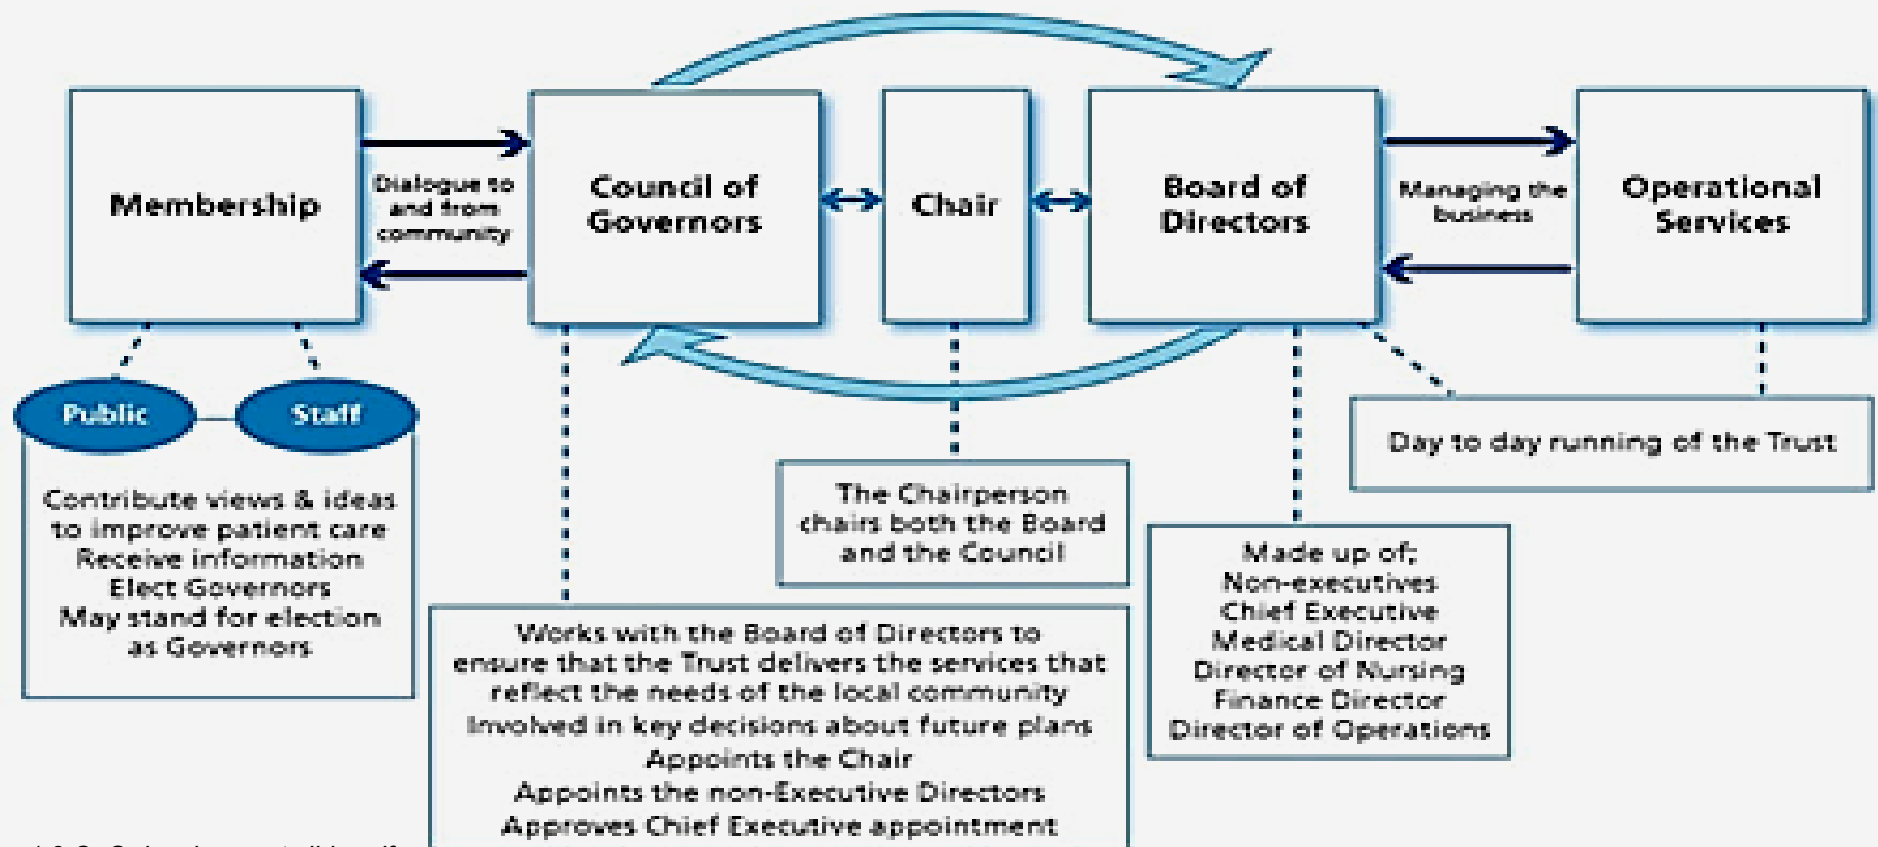 Membership
Dialogue to
and from
community
Council of
Governors
Chair
Board of
Directors
Managing the
business
Operational
Services
Public
Staff
Contribute views & ideas
to improve patient care
Receive information
Elect Governors
May stand for election
as Governors
Works with the Board of Directors to
ensure that the Trust delivers the services that
reflect the needs of the local community
Involved in key decisions about future plans
Appoints the Chair
Appoints the non-Executive Directors
Approves Chief Executive appointment
The Chairperson
chairs both the Board
and the Council
Made up of;
Non-executives
Chief Executive
Medical Director
Director of Nursing
Finance Director
Director of Operations
Day to day running of the Trust